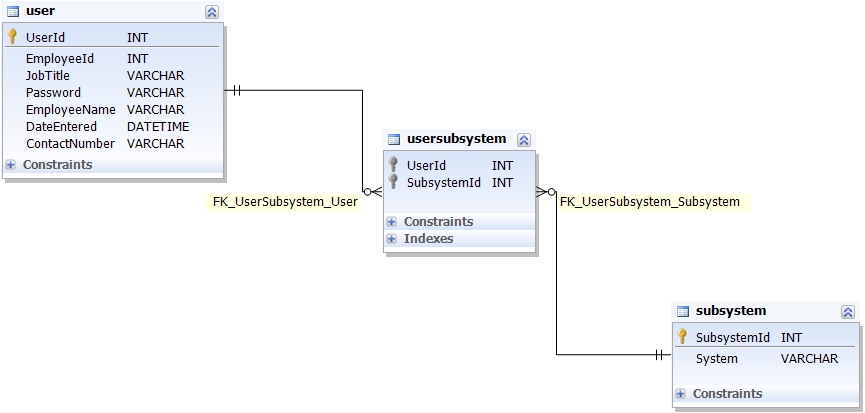 user
UserId INT
EmployeeId INT
JobTitle VARCHAR
Password VARCHAR
EmployeeName VARCHAR
DateEntered DATETIME
ContactNumber VARCHAR
Constraints
usersubsystem
UserId INT
SubsystemId INT
Constraints
Indexes
FK_UserSubsystem_User
FK_UserSubsystem_Subsystem
subsystem
SubsystemId INT
System VARCHAR
Constraints